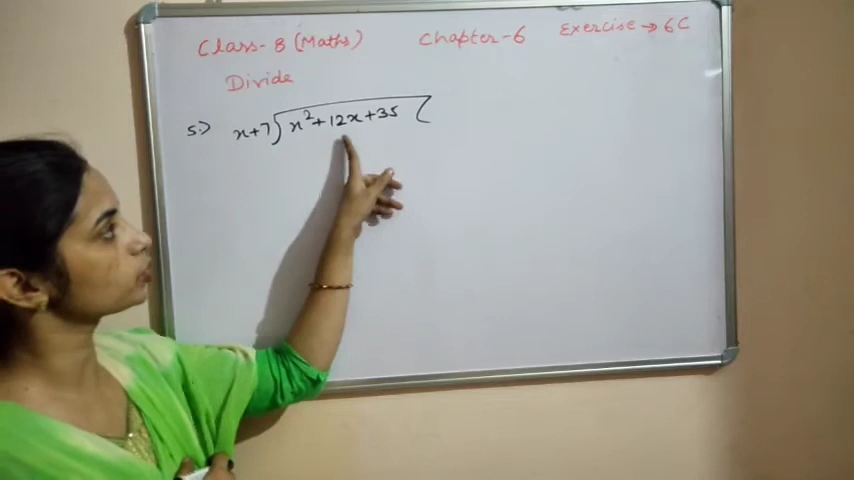 Class-8 (Maths) Chapter-6 Exercise → 6C
Divide
5.) x+7)x²+12x+35(